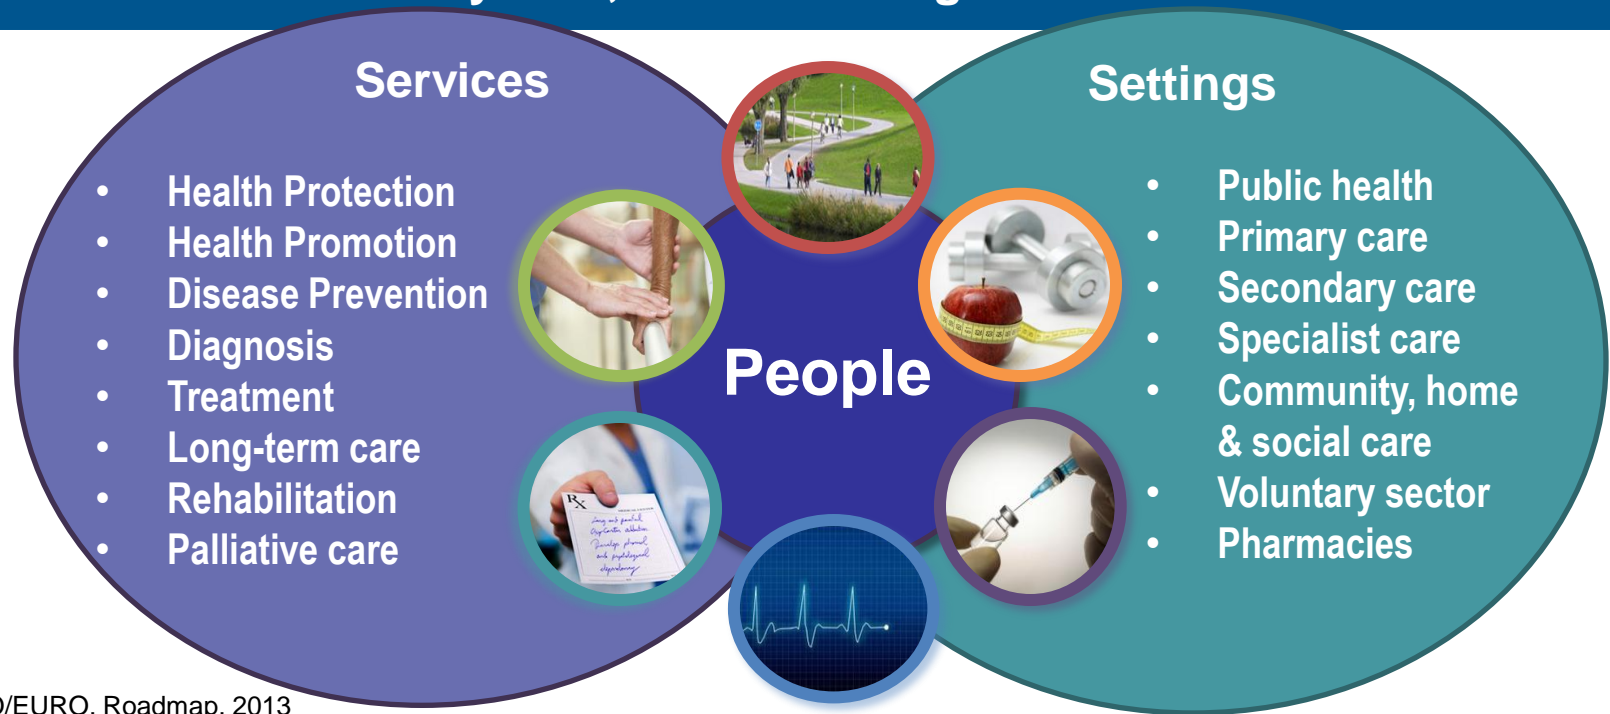 Services
Settings
• Health Protection
• Health Promotion
• Disease Prevention
• Diagnosis
• Treatment
• Long-term care
• Rehabilitation
• Palliative care
People
• Public health
• Primary care
• Secondary care
• Specialist care
• Community, home
& social care
• Voluntary sector
• Pharmacies
Rx
/EURO, Roadmap, 2013